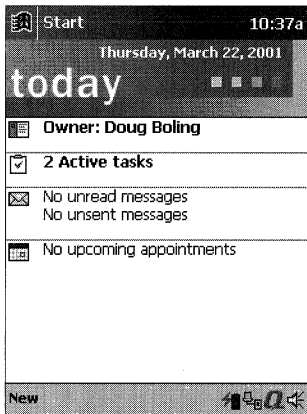 Start 10:37a
Thursday, March 22, 2001
today
Owner: Doug Boling
2 Active tasks
No unread messages
No unsent messages
No upcoming appointments
New